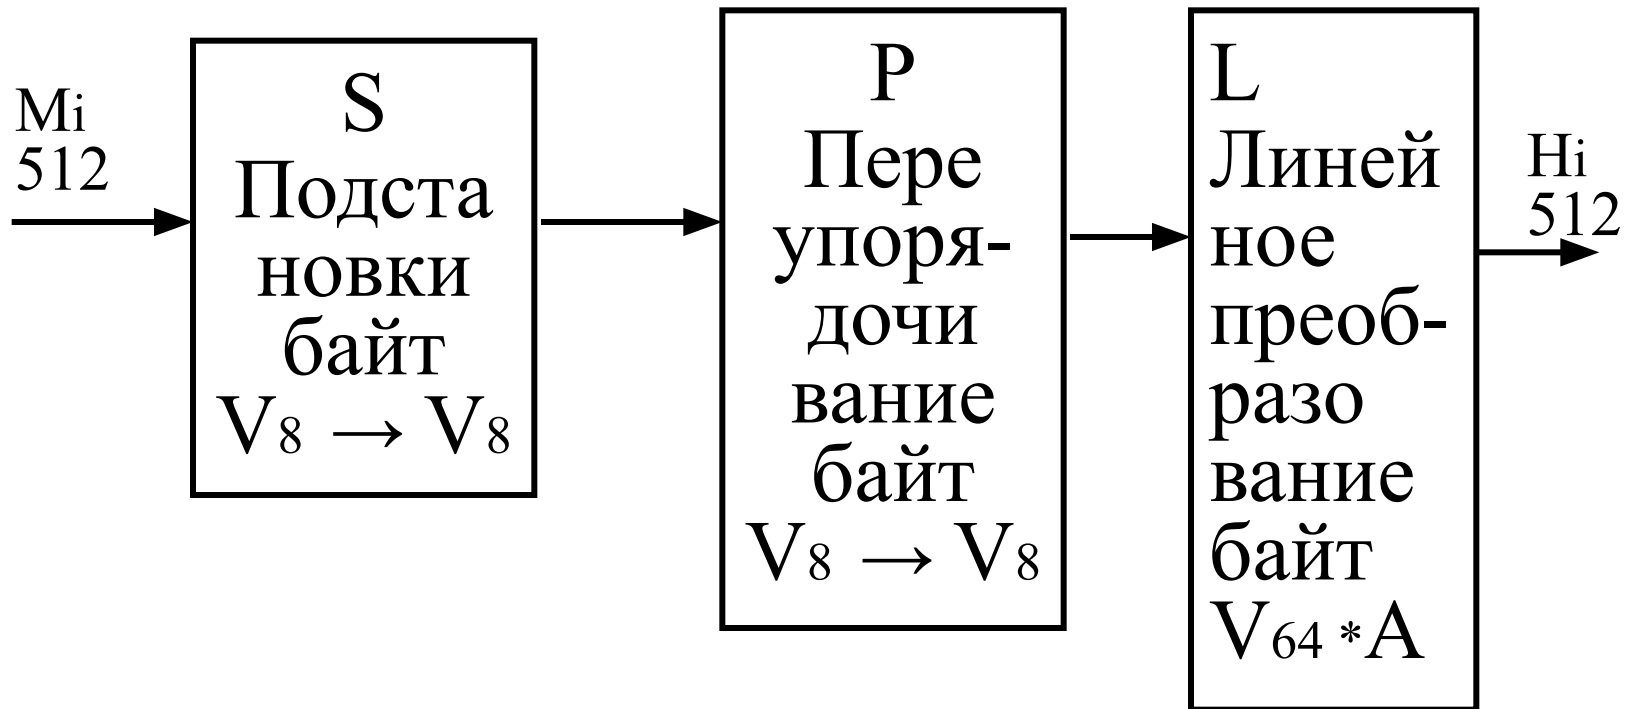 Mi
512
S
Подста
новки
байт
V8 → V8
P
Пере
упоря-
дочи
вание
байт
V8 → V8
L
Линей
ное
преоб-
разо
вание
байт
V64 *A
Hi
512